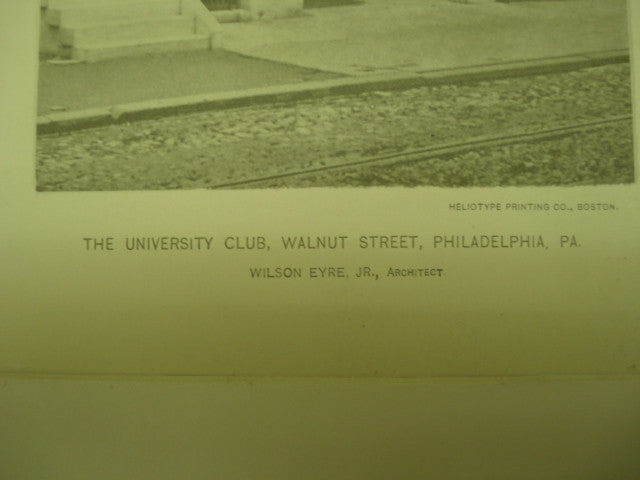 HELIOTYPE PRINTING CO., BOSTON.
THE UNIVERSITY CLUB, WALNUT STREET, PHILADELPHIA, PA.
WILSON EYRE, JR., ARCHITECT